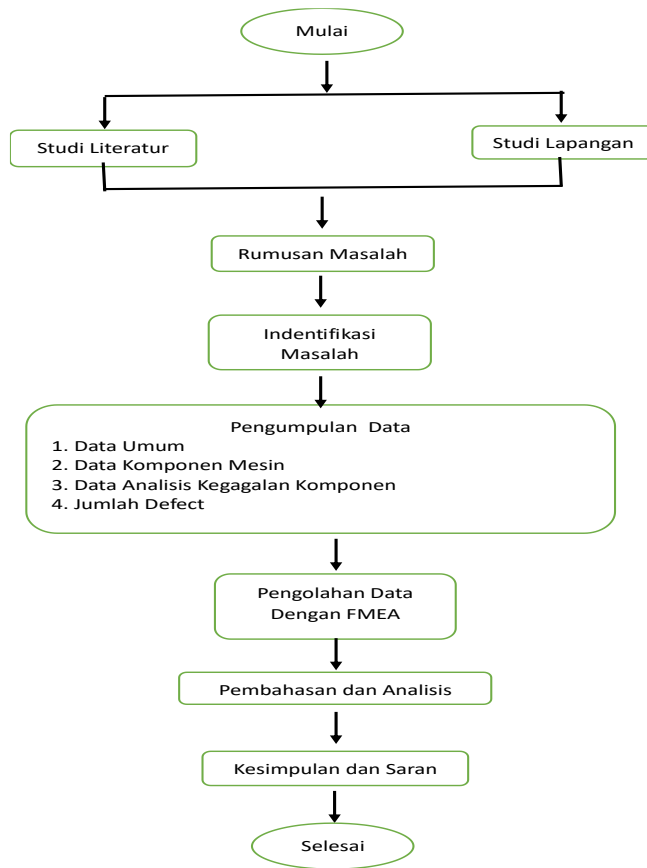 Mulai
Studi Literatur
Studi Lapangan
Rumusan Masalah
Indentifikasi
Masalah
Pengumpulan Data
1. Data Umum
2. Data Komponen Mesin
3. Data Analisis Kegagalan Komponen
4. Jumlah Defect
Pengolahan Data
Dengan FMEA
Pembahasan dan Analisis
Kesimpulan dan Saran
Selesai